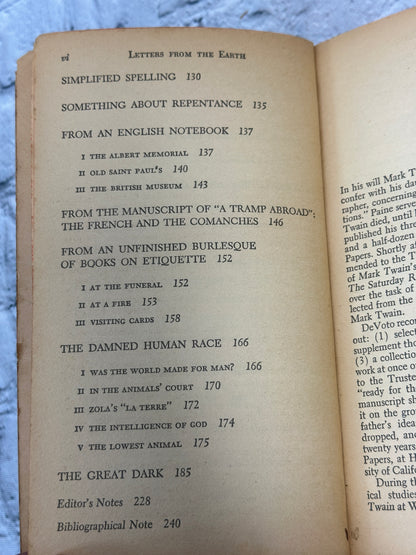 vi LETTERS FROM THE EARTH
SIMPLIFIED SPELLING 130
SOMETHING ABOUT REPENTANCE 135
FROM AN ENGLISH NOTEBOOK 137
I THE ALBERT MEMORIAL 137
II OLD SAINT PAUL'S 140
III THE BRITISH MUSEUM 143
FROM THE MANUSCRIPT OF "A TRAMP ABROAD":
THE FRENCH AND THE COMANCHES 146
FROM AN UNFINISHED BURLESQUE
OF BOOKS ON ETIQUETTE 152
I AT THE FUNERAL 152
II AT A FIRE 153
III VISITING CARDS 158
THE DAMNED HUMAN RACE 166
I WAS THE WORLD MADE FOR MAN? 166
II IN THE ANIMALS' COURT 170
III ZOLA'S "LA TERRE" 172
IV THE INTELLIGENCE OF GOD 174
V THE LOWEST ANIMAL 175
THE GREAT DARK 185
Editor's Notes 228
Bibliographical Note 240
In his will Mark T
confer with his da
rapher, concerning
tions." Paine serve
Twain died, until
published his thr
and a half-dozen
Papers. Shortly a
mended to the T
of Mark Twain's
The Saturday R
over the task of
lected from the
Mark Twain.
DeVoto
out: (1) selec
supplement tho
(3) a collection
work at once o
to the Truste
"ready for th
manuscript sh
it on the gro
father's idea
dropped, and
twenty years
Papers, at H
sity of Califo
During th
ical studies
Twain at W